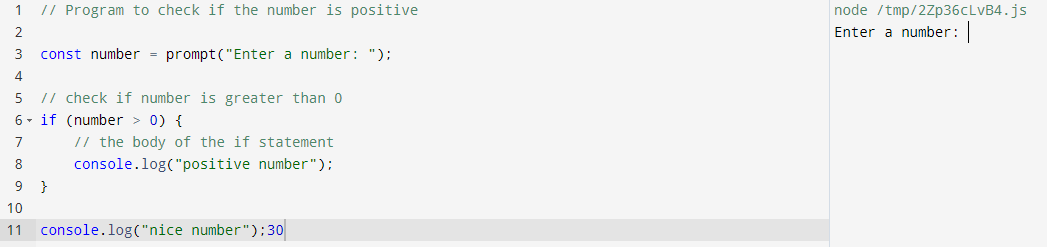 1 // Program to check if the number is positive
2
3 const number = prompt("Enter a number: ");
4
5 // check if number is greater than 0
6 if (number > 0) {
7 // the body of the if statement
8 console.log("positive number");
9 }
10
11 console.log("nice number");30
node /tmp/2Zp36cLvB4.js
Enter a number: